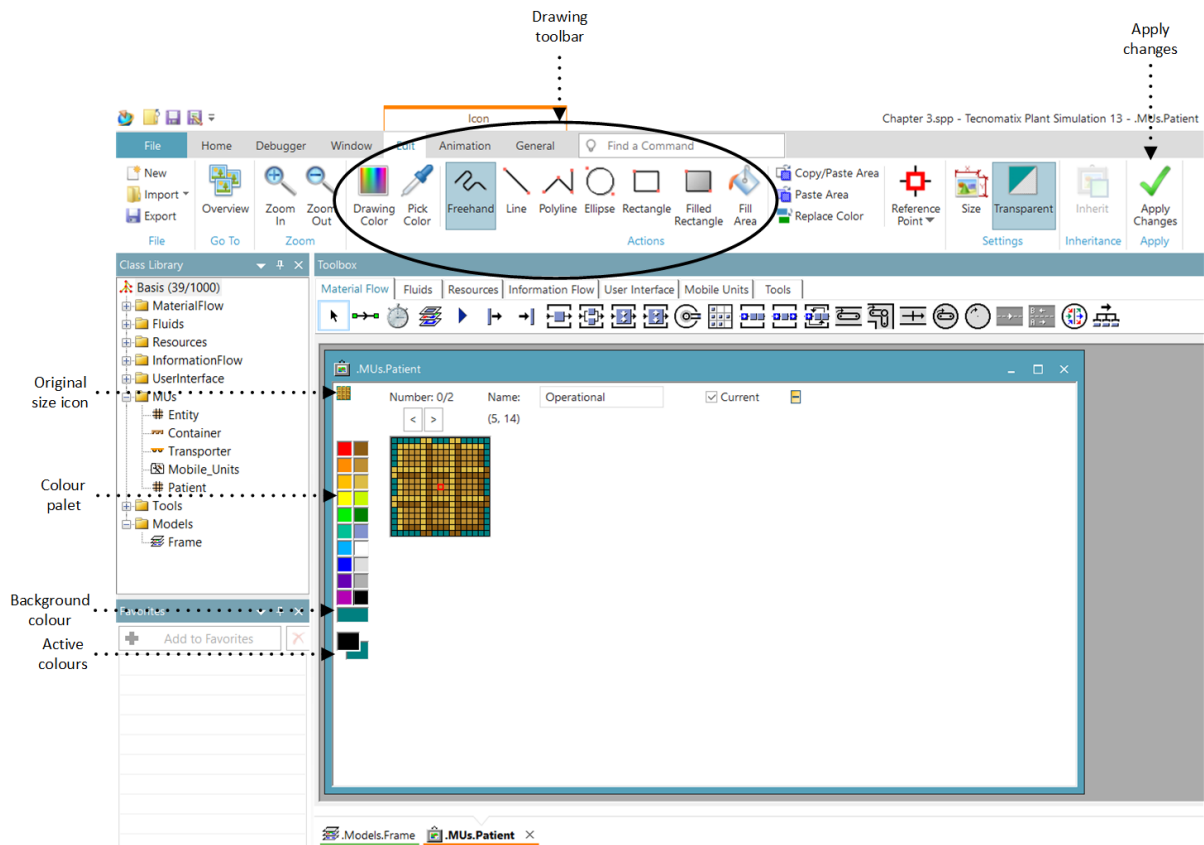 Drawing
toolbar
Apply
changes
Icon
Chapter 3.spp - Tecnomatix Plant Simulation 13 - .MUs.Patient
File Home Debugger Window Edit Animation General Find a Command
New
Import
Export
Overview
Zoom In
Zoom Out
Drawing Color
Pick Color
Freehand
Line
Polyline
Ellipse
Rectangle
Filled Rectangle
Fill Area
Copy/Paste Area
Paste Area
Replace Color
Reference Point
Size
Transparent
Inherit
Apply Changes
File Go To Zoom Actions Settings Inheritance Apply
Class Library
Toolbox
Basis (39/1000)
MaterialFlow
Fluids
Resources
InformationFlow
UserInterface
MUs
Entity
Container
Transporter
Mobile_Units
Patient
Tools
Models
Frame
Material Flow Fluids Resources Information Flow User Interface Mobile Units Tools
.MUs.Patient
Number: 0/2 Name: Operational Current
< > (5, 14)
Original
size icon
Colour
palet
Background
colour
Active
colours
Favorites
Add to Favorites
.Models.Frame .MUs.Patient